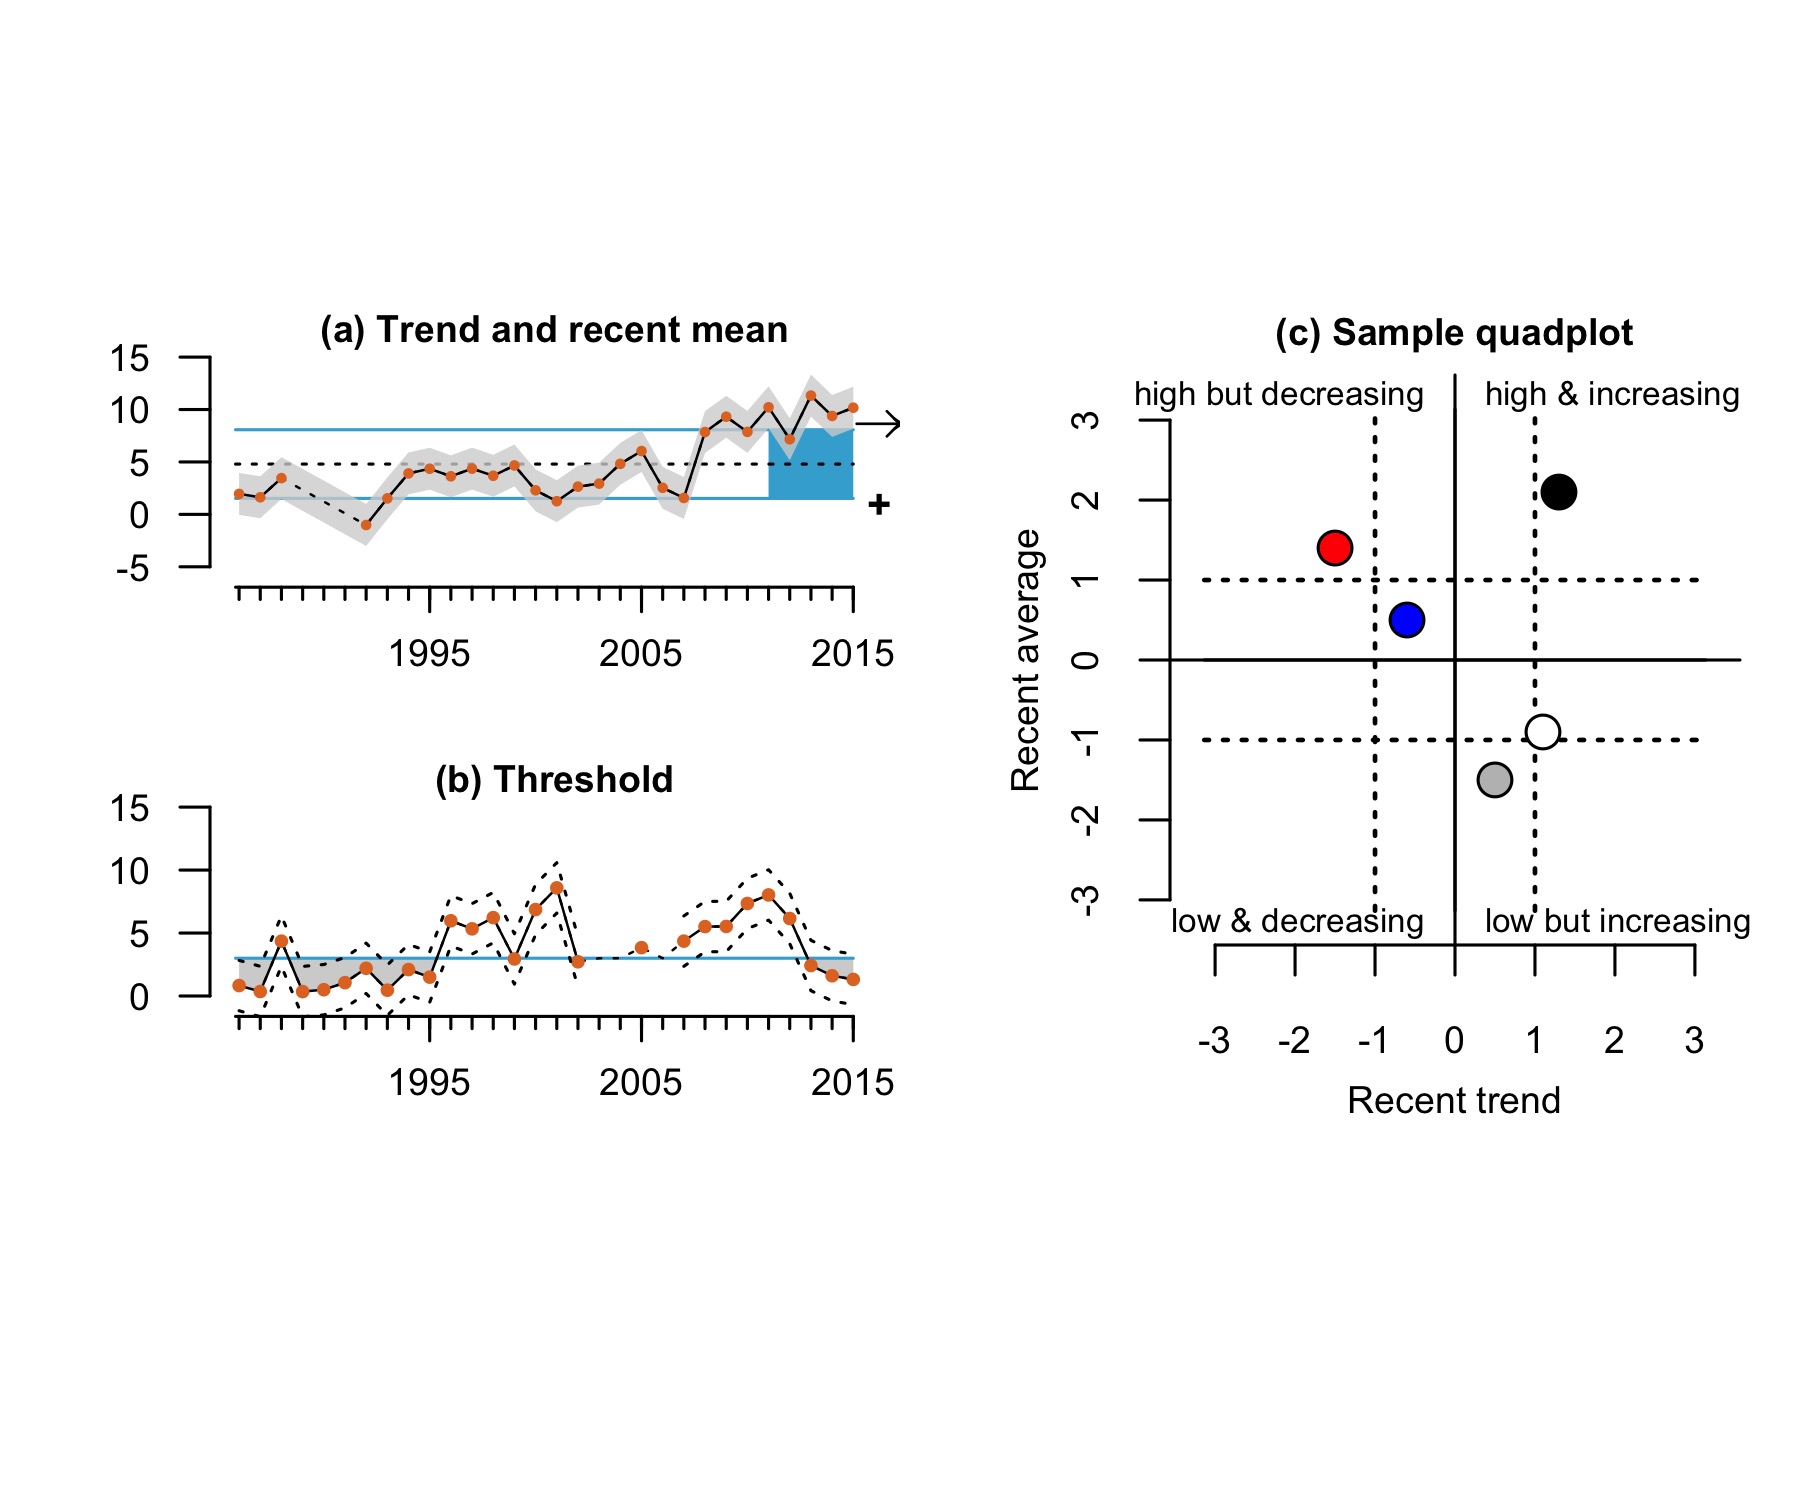 (a) Trend and recent mean
15
10
5
0
-5
+
1995 2005 2015
(b) Threshold
15
10
5
0
1995 2005 2015
(c) Sample quadplot
high but decreasing high & increasing
3
2
1
0
-1
-2
-3
Recent average
low & decreasing low but increasing
-3 -2 -1 0 1 2 3
Recent trend